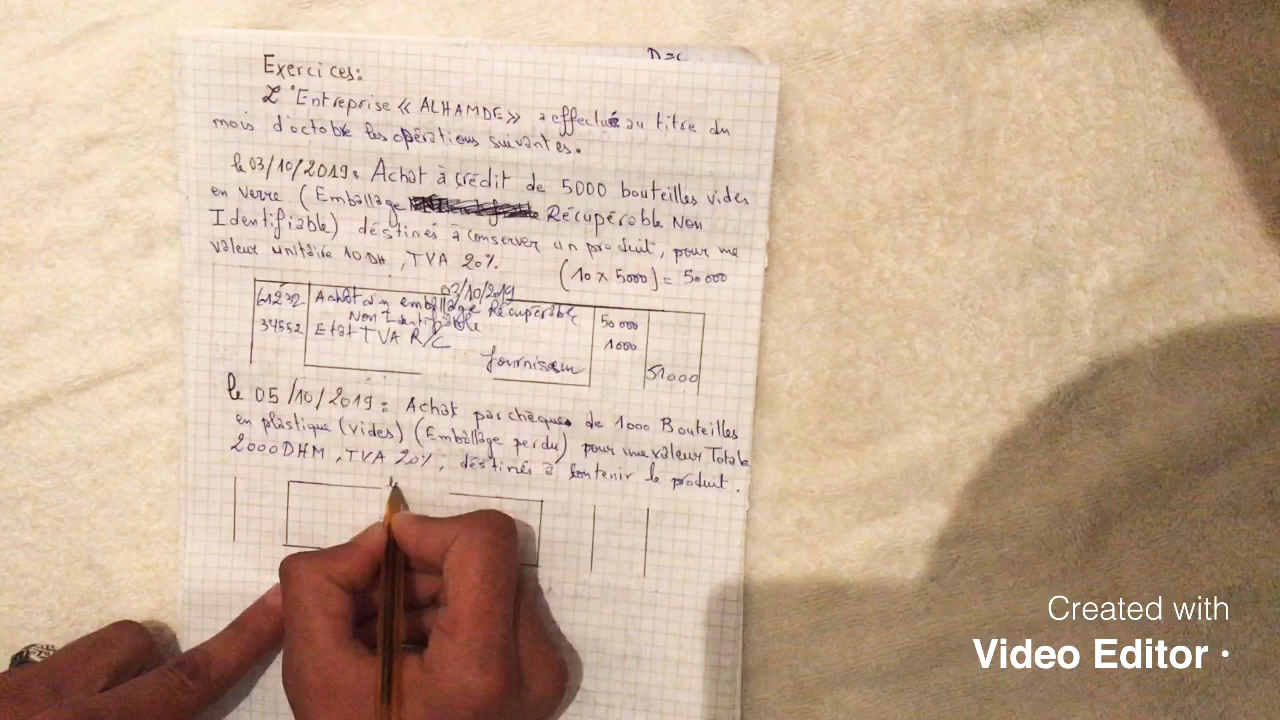 Exercices:
L'Entreprise << ALHAMDE >> a effectué au titre du
mois d'octobre les opérations suivantes.
le 03/10/2019: Achat à crédit de 5000 bouteilles vides
en verre (Emballage Récupérable Non
Identifiable) déstinés à conserver un produit, pour une
valeur unitaire 10 DH, TVA 20%. (10 x 5000) = 50000
03/10/2019
61232 Achat d'un emballage Récupérable
Non Identifiable 50 000
34552 Etat TVA R/C 1000
fournisseur 51000
le 05/10/2019: Achat par chèques de 1000 Bouteilles
en plastique (vides) (Emballage perdu) pour une valeur Totale
2000DHM, TVA 20%, déstinés à contenir le produit.
Created with
Video Editor